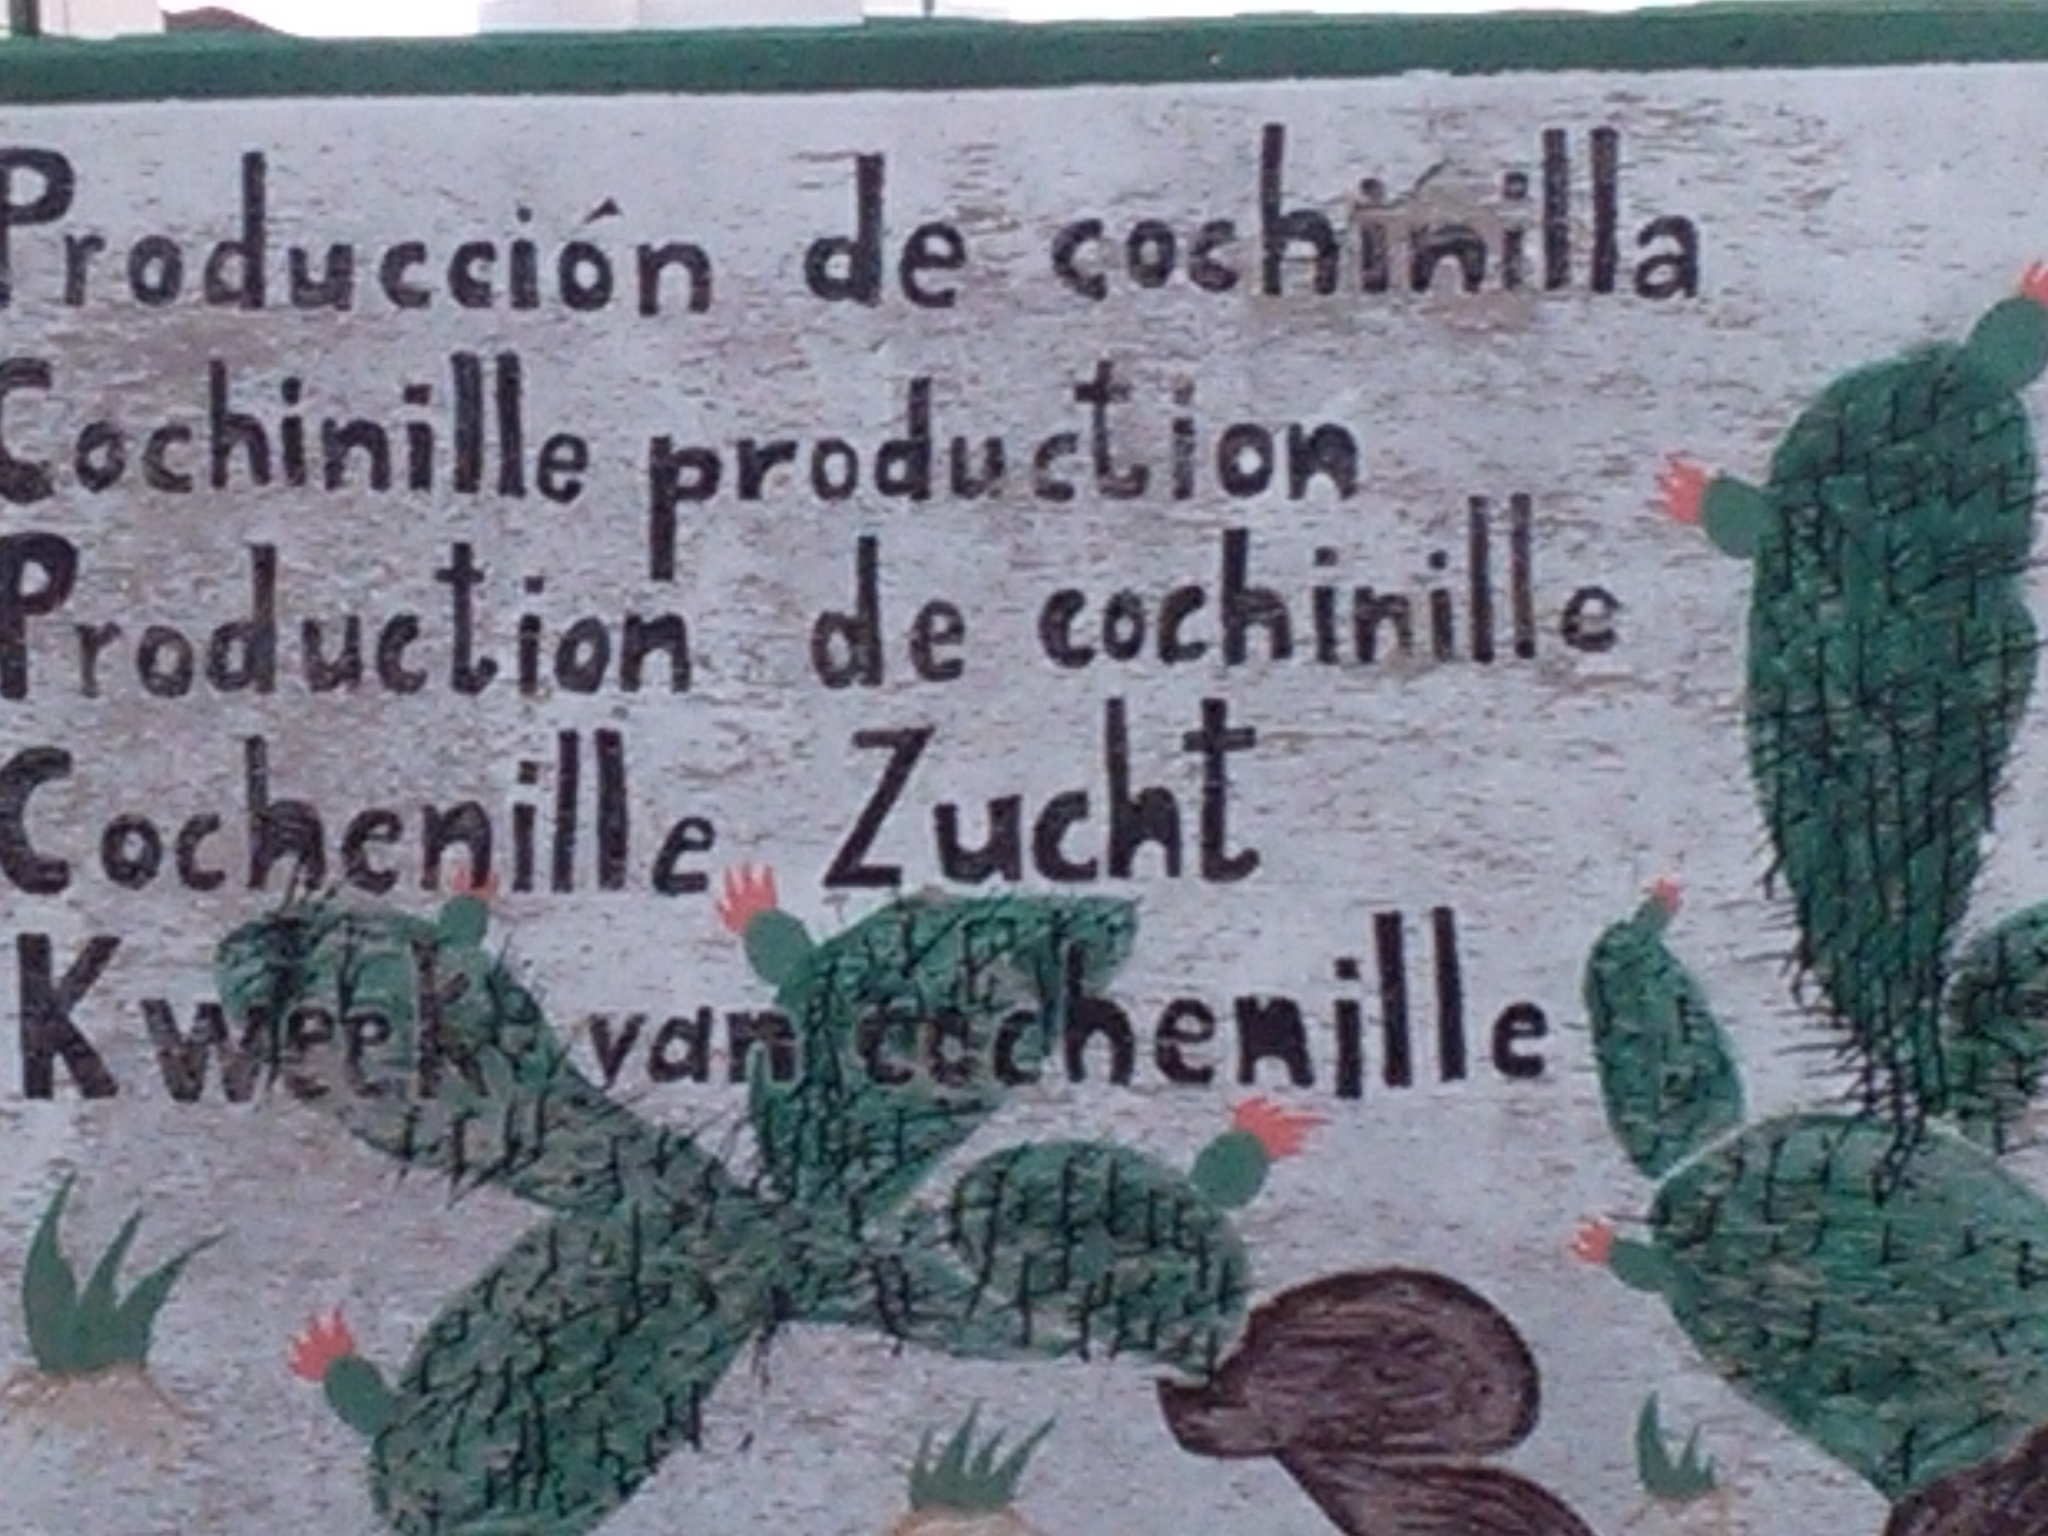 Producción de cochinilla
Cochinille production
Production de cochinille
Cochenille Zucht
Kweek van cochenille